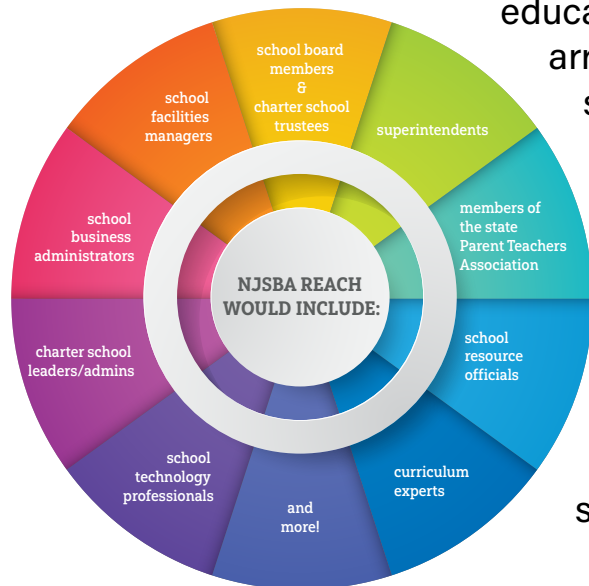 school board
members
&
charter school
trustees
superintendents
members of
the state
Parent Teachers
Association
school
resource
officials
curriculum
experts
and
more!
school
technology
professionals
charter school
leaders/admins
school
business
administrators
school
facilities
managers
NJSBA REACH
WOULD INCLUDE: